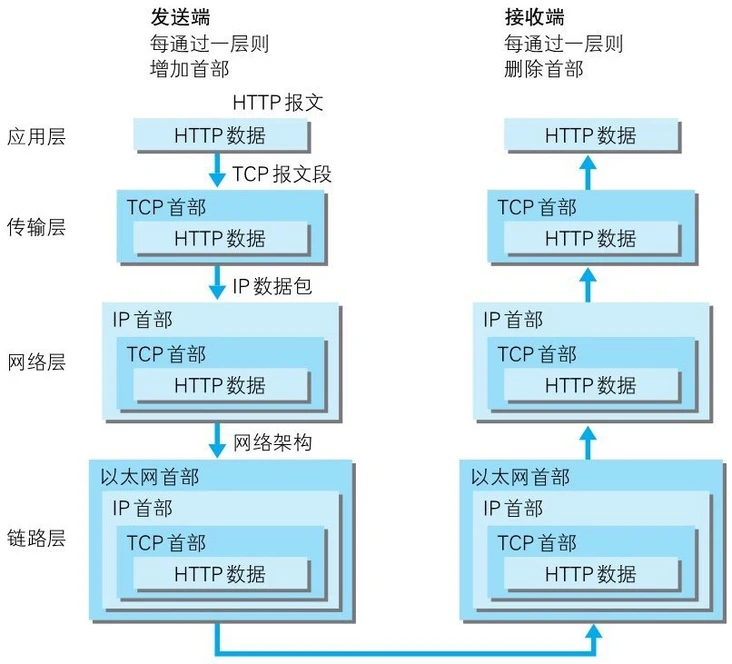 发送端
每通过一层则
增加首部
接收端
每通过一层则
删除首部
HTTP 报文
应用层
HTTP 数据
HTTP 数据
TCP 报文段
传输层
TCP 首部
HTTP 数据
TCP 首部
HTTP 数据
IP 数据包
网络层
IP 首部
TCP 首部
HTTP 数据
IP 首部
TCP 首部
HTTP 数据
网络架构
链路层
以太网首部
IP 首部
TCP 首部
HTTP 数据
以太网首部
IP 首部
TCP 首部
HTTP 数据